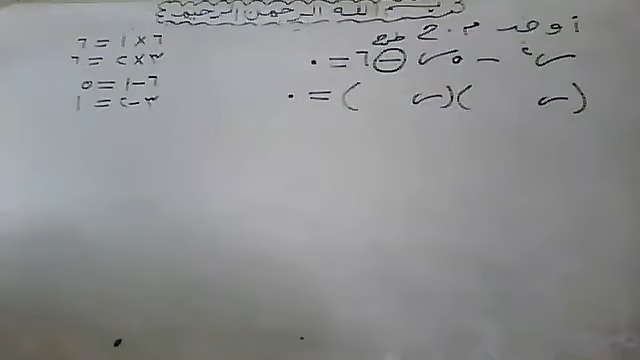 بسم الله الرحمن الرحيم
أوجد م. ح
س² - ٥س - ٦ = ٠
(س )(س ) = ٠
٦ × ١ = ٦
٣ × ٢ = ٦
٦ - ١ = ٥
٣ - ٢ = ١